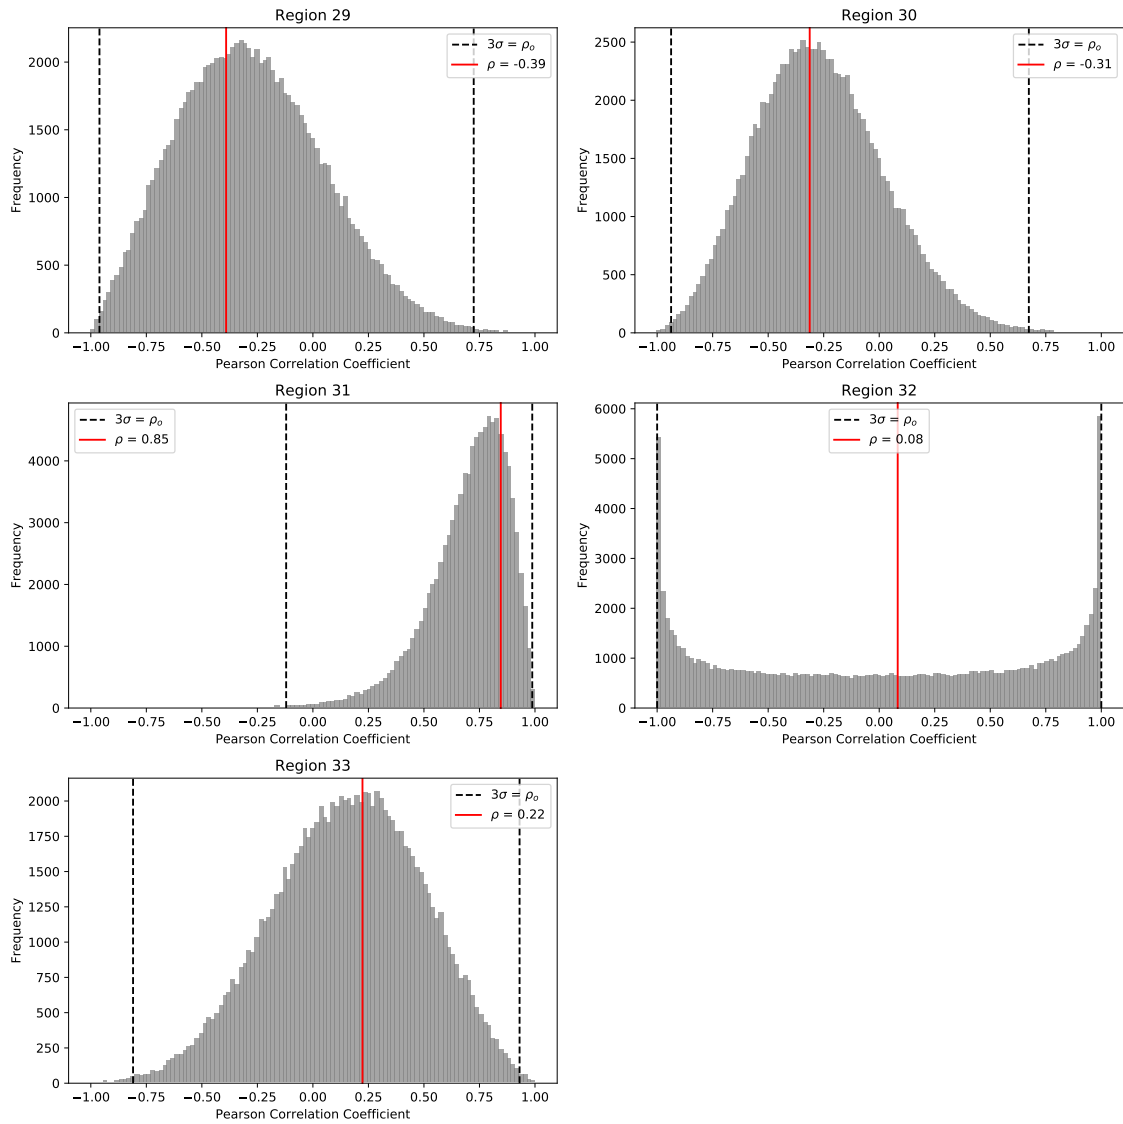 Region 29
3σ = ρₒ
ρ = -0.39
Frequency
2000
1500
1000
500
0
−1.00 −0.75 −0.50 −0.25 0.00 0.25 0.50 0.75 1.00
Pearson Correlation Coefficient
Region 30
3σ = ρₒ
ρ = -0.31
Frequency
2500
2000
1500
1000
500
0
−1.00 −0.75 −0.50 −0.25 0.00 0.25 0.50 0.75 1.00
Pearson Correlation Coefficient
Region 31
3σ = ρₒ
ρ = 0.85
Frequency
4000
3000
2000
1000
0
−1.00 −0.75 −0.50 −0.25 0.00 0.25 0.50 0.75 1.00
Pearson Correlation Coefficient
Region 32
3σ = ρₒ
ρ = 0.08
Frequency
6000
5000
4000
3000
2000
1000
0
−1.00 −0.75 −0.50 −0.25 0.00 0.25 0.50 0.75 1.00
Pearson Correlation Coefficient
Region 33
3σ = ρₒ
ρ = 0.22
Frequency
2000
1750
1500
1250
1000
750
500
250
0
−1.00 −0.75 −0.50 −0.25 0.00 0.25 0.50 0.75 1.00
Pearson Correlation Coefficient